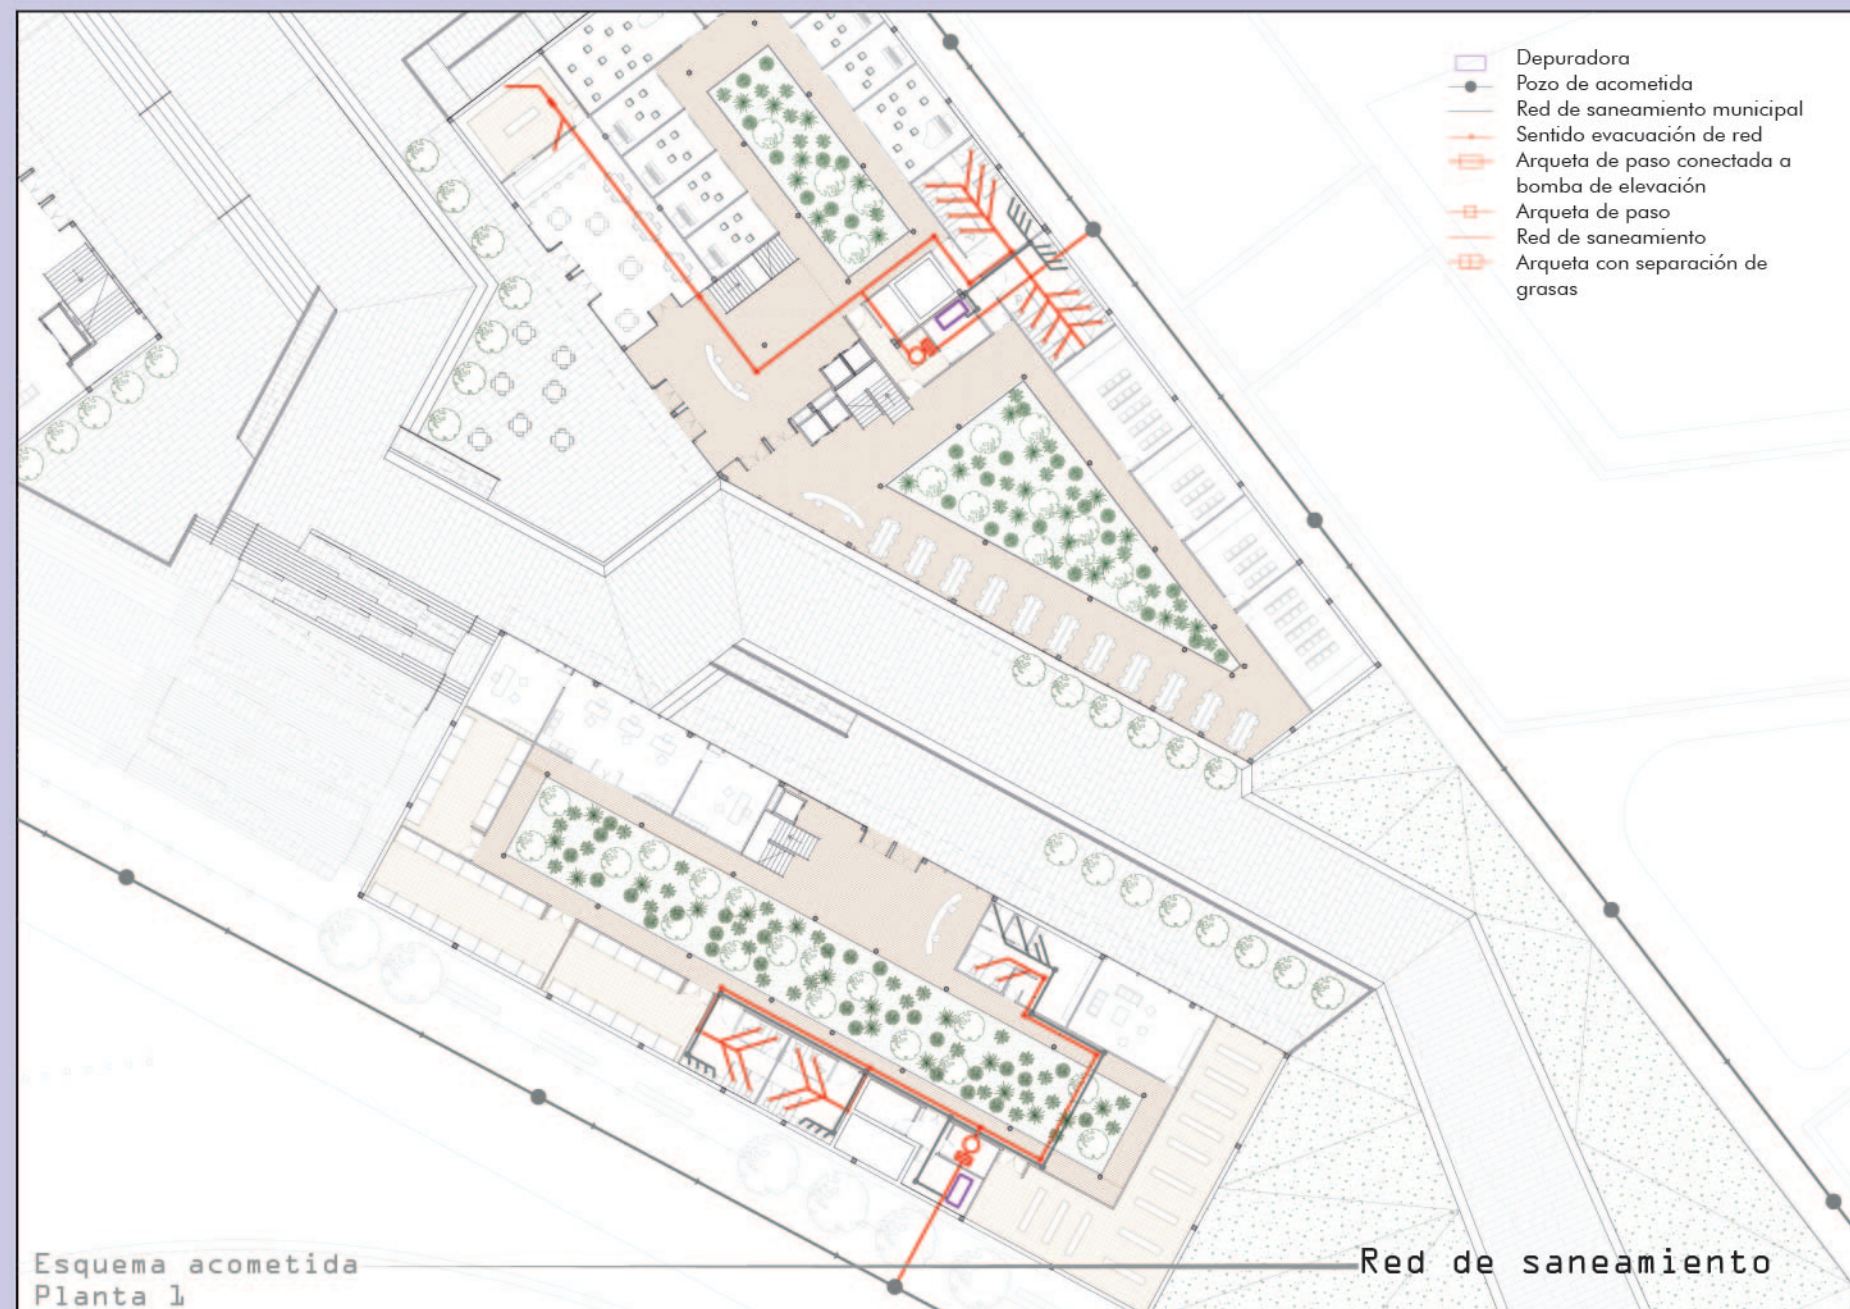 Depuradora
Pozo de acometida
Red de saneamiento municipal
Sentido evacuación de red
Arqueta de paso conectada a
bomba de elevación
Arqueta de paso
Red de saneamiento
Arqueta con separación de
grasas
Esquema acometida
Planta 1
Red de saneamiento